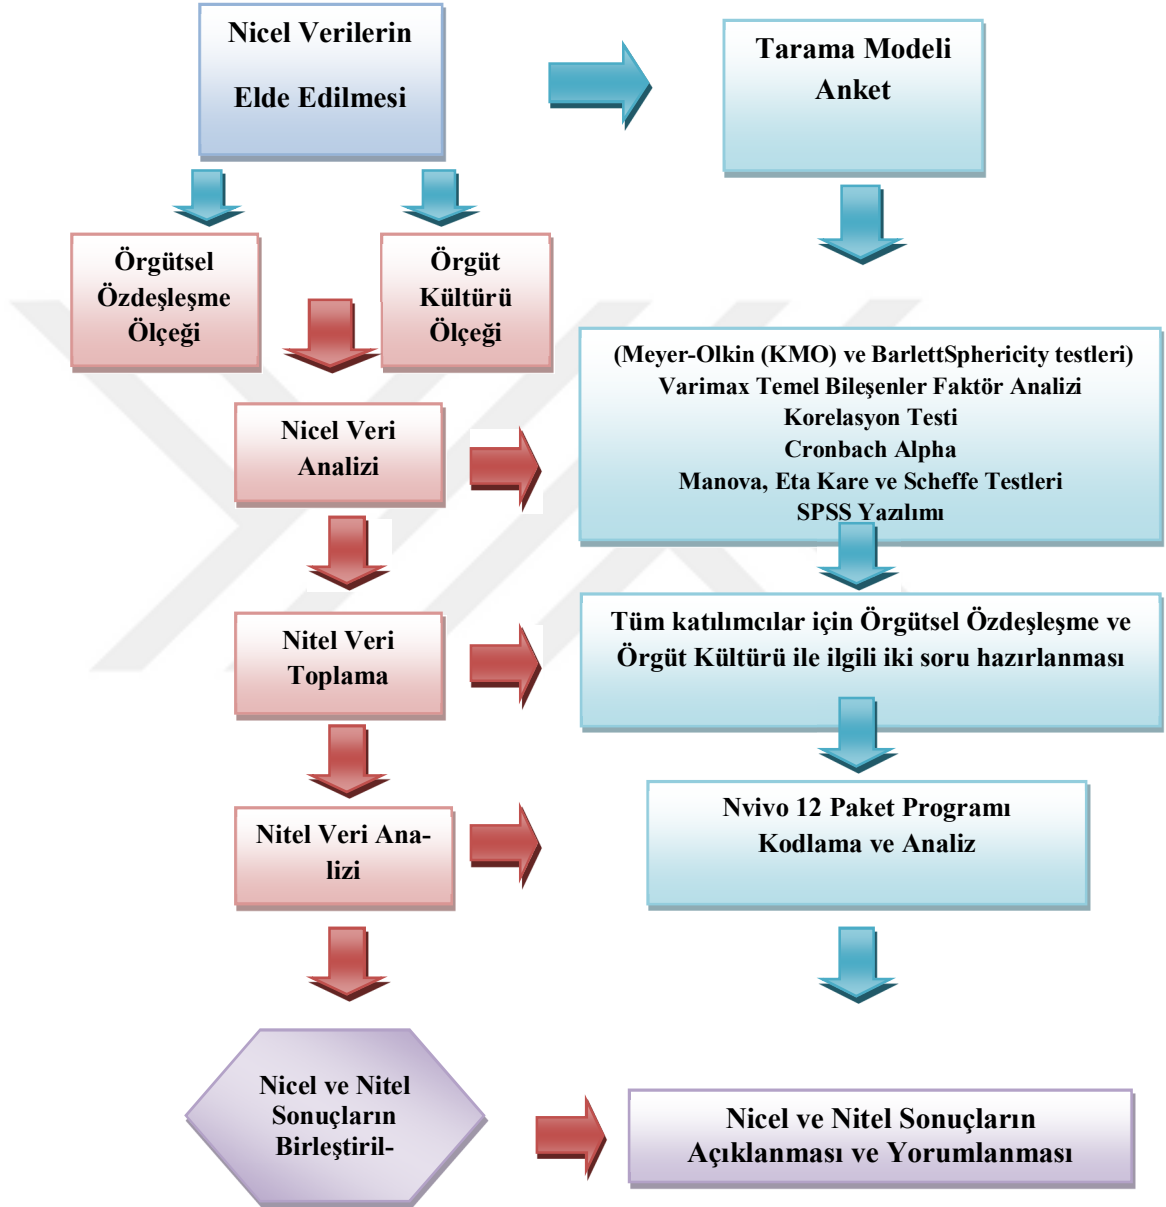 Nicel Verilerin
Elde Edilmesi
Tarama Modeli
Anket
Örgütsel
Özdeşleşme
Ölçeği
Örgüt
Kültürü
Ölçeği
(Meyer-Olkin (KMO) ve BarlettSphericity testleri)
Varimax Temel Bileşenler Faktör Analizi
Korelasyon Testi
Cronbach Alpha
Manova, Eta Kare ve Scheffe Testleri
SPSS Yazılımı
Nicel Veri
Analizi
Nitel Veri
Toplama
Tüm katılımcılar için Örgütsel Özdeşleşme ve
Örgüt Kültürü ile ilgili iki soru hazırlanması
Nitel Veri Ana-
lizi
Nvivo 12 Paket Programı
Kodlama ve Analiz
Nicel ve Nitel
Sonuçların
Birleştiril-
Nicel ve Nitel Sonuçların
Açıklanması ve Yorumlanması